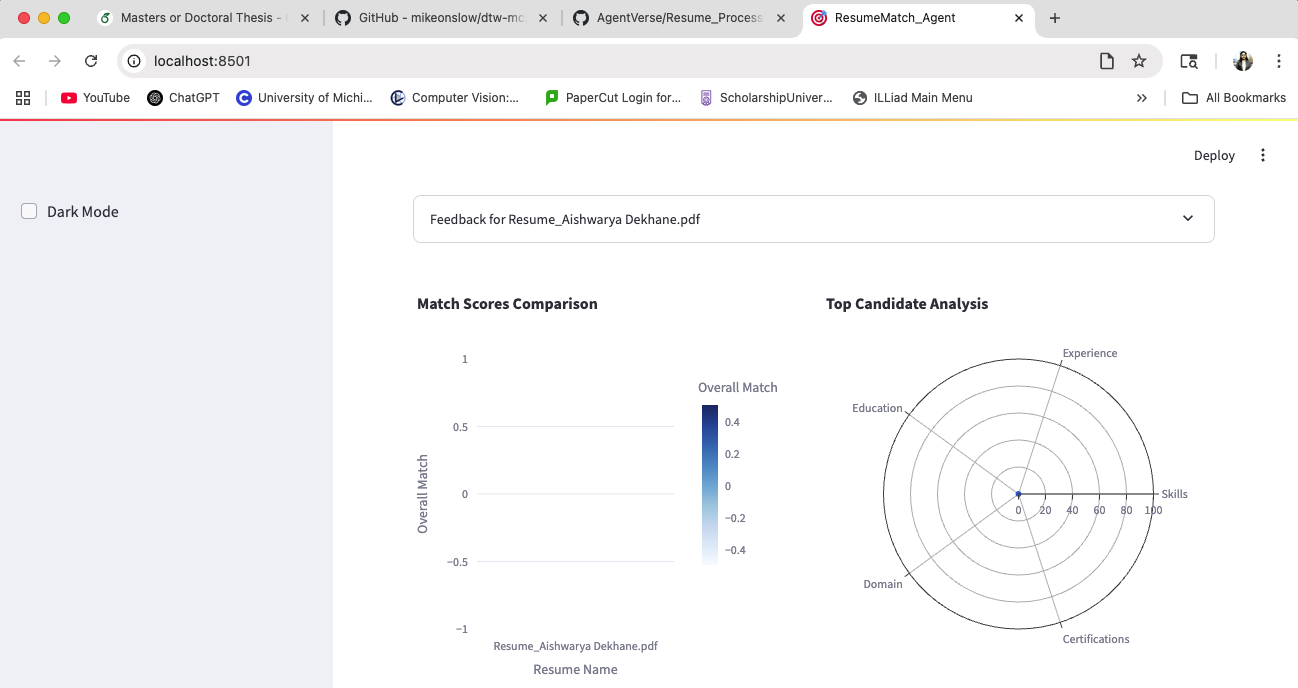 Masters or Doctoral Thesis -
GitHub - mikeonslow/dtw-mc
AgentVerse/Resume_Process
ResumeMatch_Agent
localhost:8501
YouTube
ChatGPT
University of Michi...
Computer Vision:...
PaperCut Login for...
ScholarshipUniver...
ILLiad Main Menu
All Bookmarks
Deploy
Dark Mode
Feedback for Resume_Aishwarya Dekhane.pdf
Match Scores Comparison
1
0.5
0
−0.5
−1
Overall Match
Resume_Aishwarya Dekhane.pdf
Resume Name
Overall Match
0.4
0.2
0
−0.2
−0.4
Top Candidate Analysis
Experience
Education
Skills
0 20 40 60 80 100
Domain
Certifications